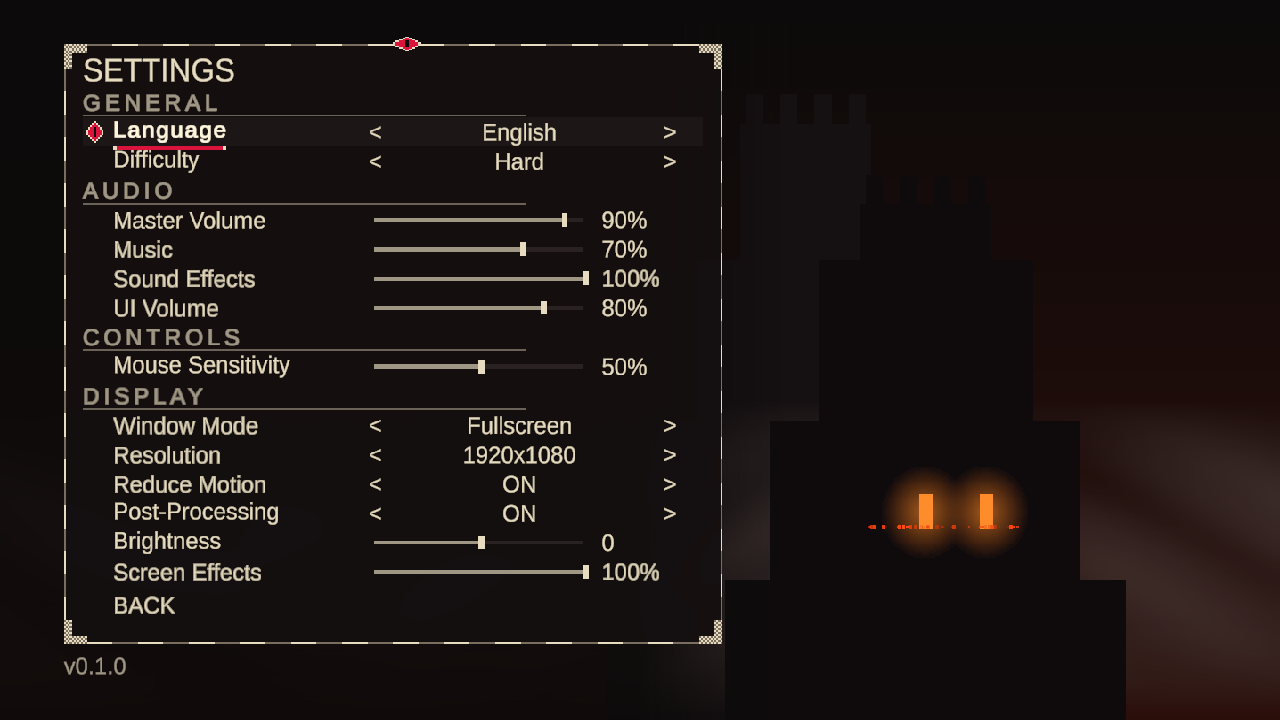 SETTINGS
GENERAL
Language < English >
Difficulty < Hard >
AUDIO
Master Volume 90%
Music 70%
Sound Effects 100%
UI Volume 80%
CONTROLS
Mouse Sensitivity 50%
DISPLAY
Window Mode < Fullscreen >
Resolution < 1920x1080 >
Reduce Motion < ON >
Post-Processing < ON >
Brightness 0
Screen Effects 100%
BACK
v0.1.0